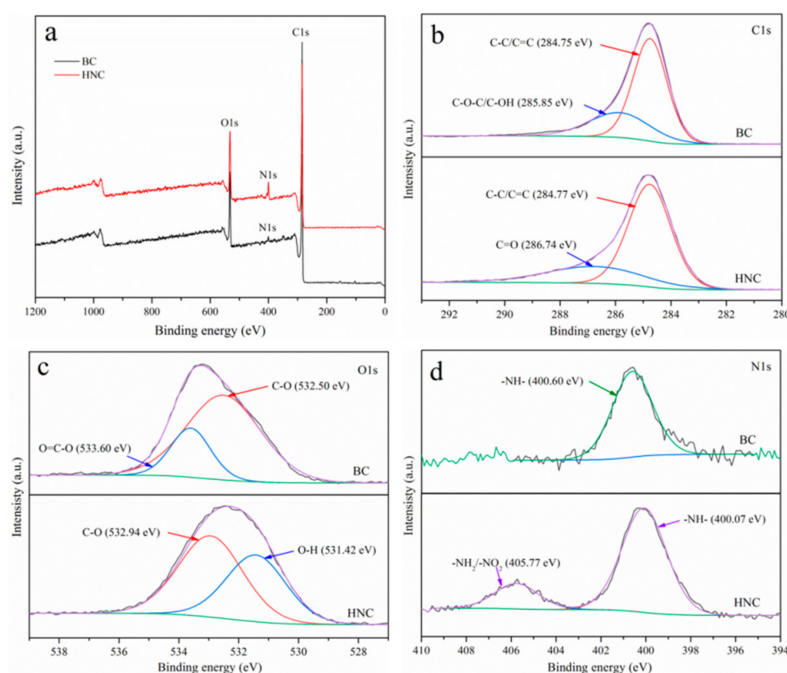 a
BC
HNC
C1s
O1s
N1s
N1s
Intensity (a.u.)
1200 1000 800 600 400 200 0
Binding energy (eV)
b
C1s
C-C/C=C (284.75 eV)
C-O-C/C-OH (285.85 eV)
BC
C-C/C=C (284.77 eV)
C=O (286.74 eV)
HNC
Intensisty (a.u.)
292 290 288 286 284 282 280
Binding energy (eV)
c
O1s
C-O (532.50 eV)
O=C-O (533.60 eV)
BC
C-O (532.94 eV)
O-H (531.42 eV)
HNC
Intensisty (a.u.)
538 536 534 532 530 528
Binding energy (eV)
d
N1s
-NH- (400.60 eV)
BC
-NH- (400.07 eV)
-NH2/-NO2 (405.77 eV)
HNC
Intensisty (a.u.)
410 408 406 404 402 400 398 396 394
Binding energy (eV)